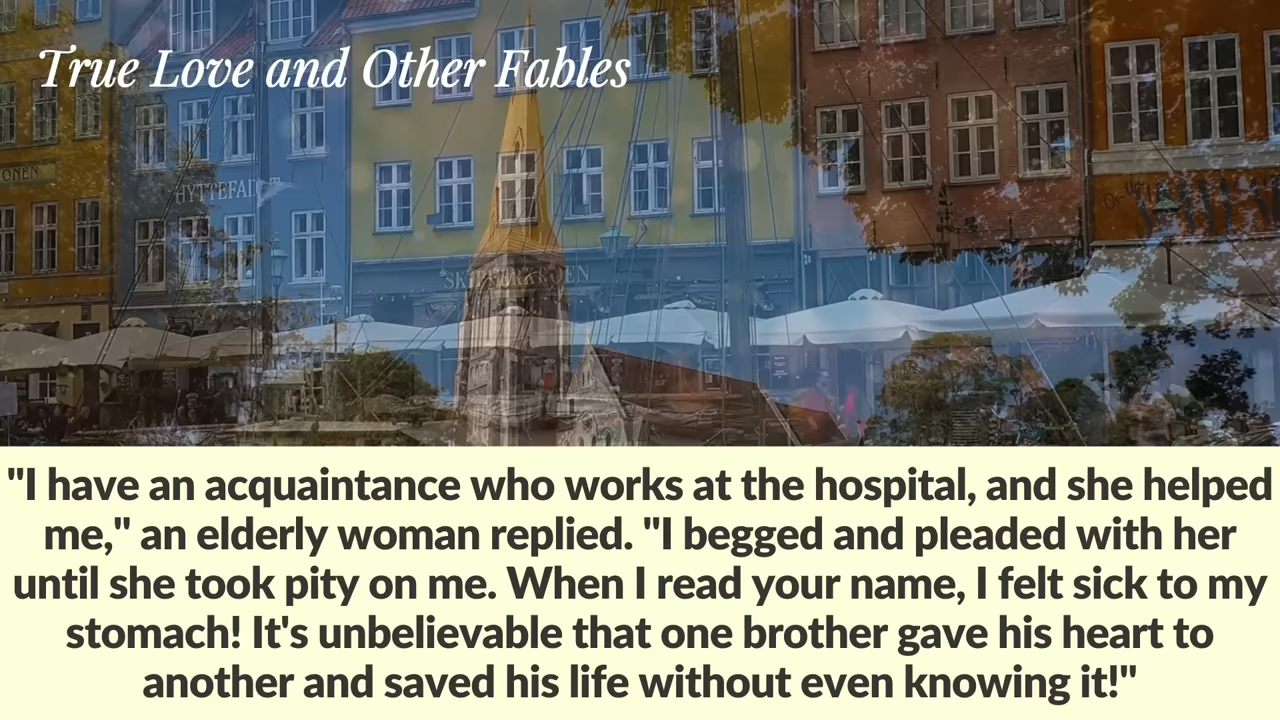 True Love and Other Fables
ONEN
"I have an acquaintance who works at the hospital, and she helped
me," an elderly woman replied. "I begged and pleaded with her
until she took pity on me. When I read your name, I felt sick to my
stomach! It's unbelievable that one brother gave his heart to
another and saved his life without even knowing it!"